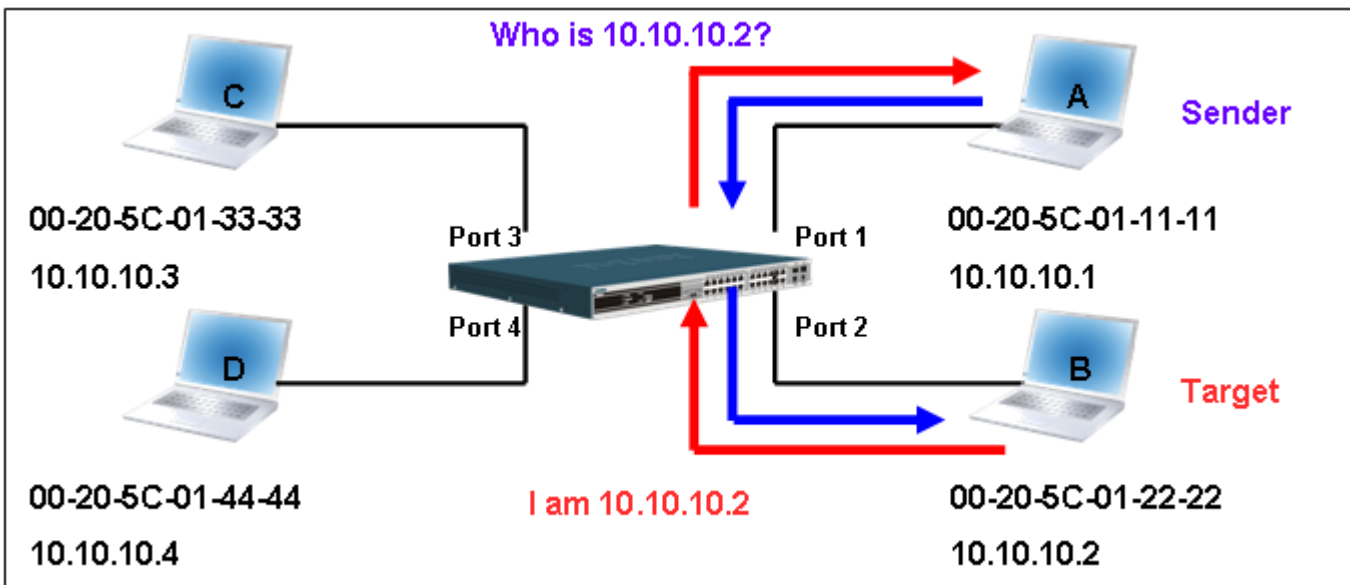 Who is 10.10.10.2?
C
A
Sender
00-20-5C-01-33-33
10.10.10.3
Port 3
Port 1
00-20-5C-01-11-11
10.10.10.1
Port 4
Port 2
D
B
Target
00-20-5C-01-44-44
10.10.10.4
I am 10.10.10.2
00-20-5C-01-22-22
10.10.10.2